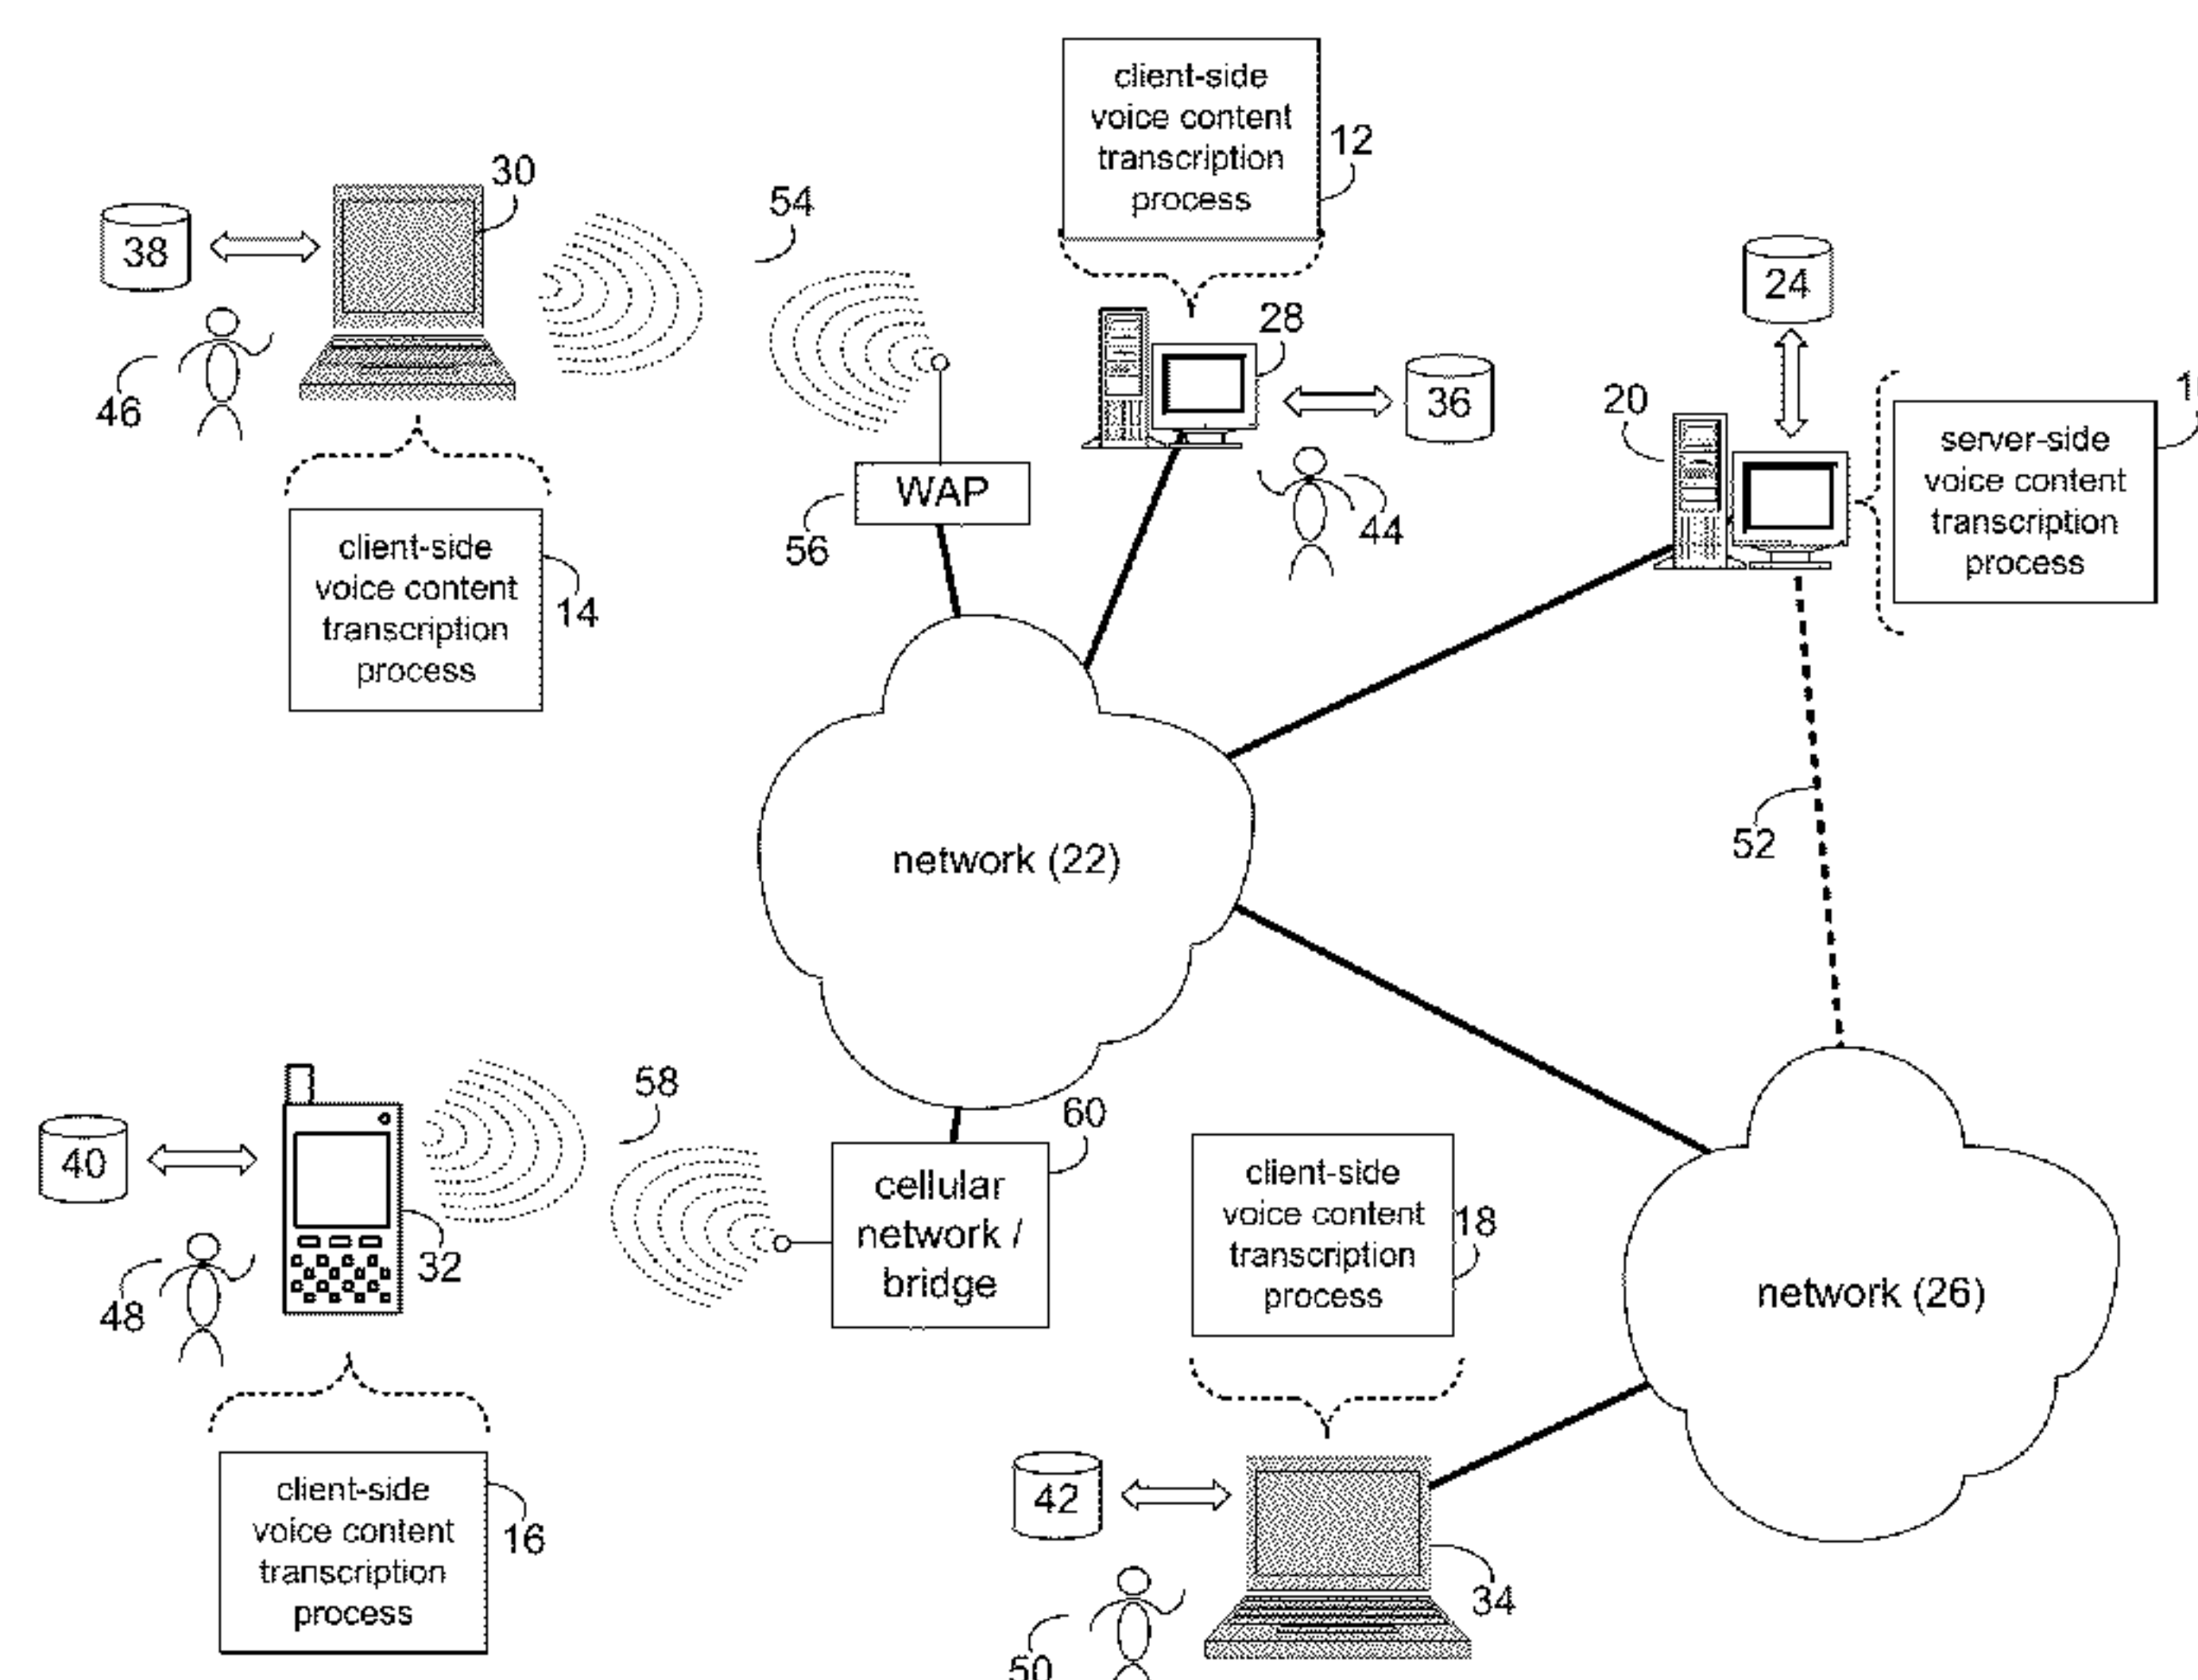 client-side
voice content
transcription
process
12
30
54
38
28
24
36
20
server-side
voice content
transcription
process
46
WAP
56
44
client-side
voice content
transcription
process
14
network (22)
52
58
60
40
32
cellular
network /
bridge
client-side
voice content
transcription
process
18
network (26)
48
client-side
voice content
transcription
process
16
42
34
50